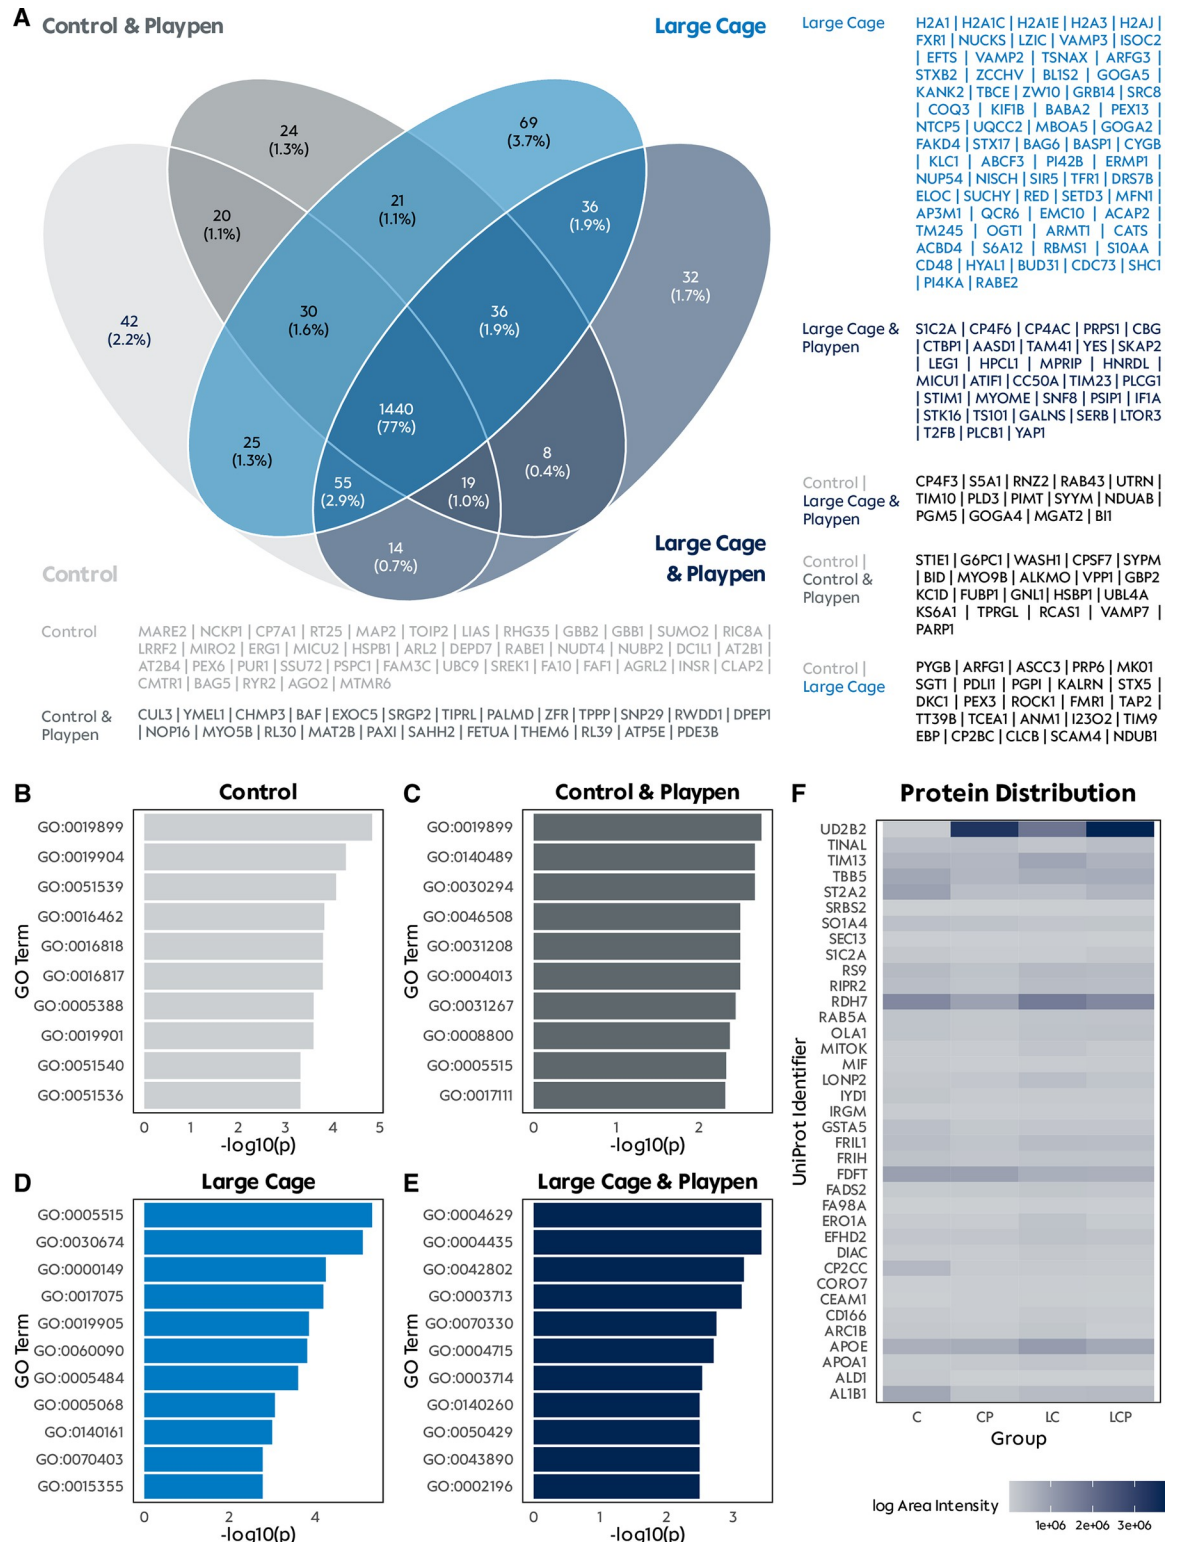 A
Control & Playpen
Large Cage
24
(1.3%)
69
(3.7%)
20
(1.1%)
21
(1.1%)
36
(1.9%)
42
(2.2%)
30
(1.6%)
36
(1.9%)
32
(1.7%)
1440
(77%)
25
(1.3%)
55
(2.9%)
19
(1.0%)
8
(0.4%)
14
(0.7%)
Control
Large Cage
& Playpen
Large Cage
H2A1 | H2A1C | H2A1E | H2A3 | H2AJ |
FXR1 | NUCKS | LZIC | VAMP3 | ISOC2
| EFTS | VAMP2 | TSNAX | ARFG3 |
STXB2 | ZCCHV | BL1S2 | GOGA5 |
KANK2 | TBCE | ZW10 | GRB14 | SRC8
| COQ3 | KIF1B | BABA2 | PEX13 |
NTCP5 | UQCC2 | MBOA5 | GOGA2 |
FAKD4 | STX17 | BAG6 | BASP1 | CYGB
| KLC1 | ABCF3 | PI42B | ERMP1 |
NUP54 | NISCH | SIR5 | TFR1 | DRS7B |
ELOC | SUCHY | RED | SETD3 | MFN1 |
AP3M1 | QCR6 | EMC10 | ACAP2 |
TM245 | OGT1 | ARMT1 | CATS |
ACBD4 | S6A12 | RBMS1 | S10AA |
CD48 | HYAL1 | BUD31 | CDC73 | SHC1
| PI4KA | RABE2
Large Cage &
Playpen
S1C2A | CP4F6 | CP4AC | PRPS1 | CBG
| CTBP1 | AASD1 | TAM41 | YES | SKAP2
| LEG1 | HPCL1 | MPRIP | HNRDL |
MICU1 | ATIF1 | CC50A | TIM23 | PLCG1
| STIM1 | MYOME | SNF8 | PSIP1 | IF1A
| STK16 | TS101 | GALNS | SERB | LTOR3
| T2FB | PLCB1 | YAP1
Control |
Large Cage &
Playpen
CP4F3 | S5A1 | RNZ2 | RAB43 | UTRN |
TIM10 | PLD3 | PIMT | SYYM | NDUAB |
PGM5 | GOGA4 | MGAT2 | BI1
Control |
Control &
Playpen
ST1E1 | G6PC1 | WASH1 | CPSF7 | SYPM
| BID | MYO9B | ALKMO | VPP1 | GBP2
KC1D | FUBP1 | GNL1 | HSBP1 | UBL4A
KS6A1 | TPRGL | RCAS1 | VAMP7 |
PARP1
Control |
Large Cage
PYGB | ARFG1 | ASCC3 | PRP6 | MK01
SGT1 | PDLI1 | PGPI | KALRN | STX5 |
DKC1 | PEX3 | ROCK1 | FMR1 | TAP2 |
TT39B | TCEA1 | ANM1 | I23O2 | TIM9
EBP | CP2BC | CLCB | SCAM4 | NDUB1
Control
MARE2 | NCKP1 | CP7A1 | RT25 | MAP2 | TOIP2 | LIAS | RHG35 | GBB2 | GBB1 | SUMO2 | RIC8A |
LRRF2 | MIRO2 | ERG1 | MICU2 | HSPB1 | ARL2 | DEPD7 | RABE1 | NUDT4 | NUBP2 | DC1L1 | AT2B1 |
AT2B4 | PEX6 | PUR1 | SSU72 | PSPC1 | FAM3C | UBC9 | SREK1 | FA10 | FAF1 | AGRL2 | INSR | CLAP2 |
CMTR1 | BAG5 | RYR2 | AGO2 | MTMR6
Control &
Playpen
CUL3 | YMEL1 | CHMP3 | BAF | EXOC5 | SRGP2 | TIPRL | PALMD | ZFR | TPPP | SNP29 | RWDD1 | DPEP1
| NOP16 | MYO5B | RL30 | MAT2B | PAXI | SAHH2 | FETUA | THEM6 | RL39 | ATP5E | PDE3B
B
Control
GO Term
GO:0019899
GO:0019904
GO:0051539
GO:0016462
GO:0016818
GO:0016817
GO:0005388
GO:0019901
GO:0051540
GO:0051536
0 1 2 3 4 5
-log10(p)
C
Control & Playpen
GO Term
GO:0019899
GO:0140489
GO:0030294
GO:0046508
GO:0031208
GO:0004013
GO:0031267
GO:0008800
GO:0005515
GO:0017111
0 1 2
-log10(p)
D
Large Cage
GO Term
GO:0005515
GO:0030674
GO:0000149
GO:0017075
GO:0019905
GO:0060090
GO:0005484
GO:0005068
GO:0140161
GO:0070403
GO:0015355
0 2 4
-log10(p)
E
Large Cage & Playpen
GO Term
GO:0004629
GO:0004435
GO:0042802
GO:0003713
GO:0070330
GO:0004715
GO:0003714
GO:0140260
GO:0050429
GO:0043890
GO:0002196
0 1 2 3
-log10(p)
F
Protein Distribution
UniProt Identifier
UD2B2
TINAL
TIM13
TBB5
ST2A2
SRBS2
SO1A4
SEC13
S1C2A
RS9
RIPR2
RDH7
RAB5A
OLA1
MITOK
MIF
LONP2
IYD1
IRGM
GSTA5
FRIL1
FRIH
FDFT
FADS2
FA98A
ERO1A
EFHD2
DIAC
CP2CC
CORO7
CEAM1
CD166
ARC1B
APOE
APOA1
ALD1
AL1B1
C CP LC LCP
Group
log Area Intensity
1e+06 2e+06 3e+06